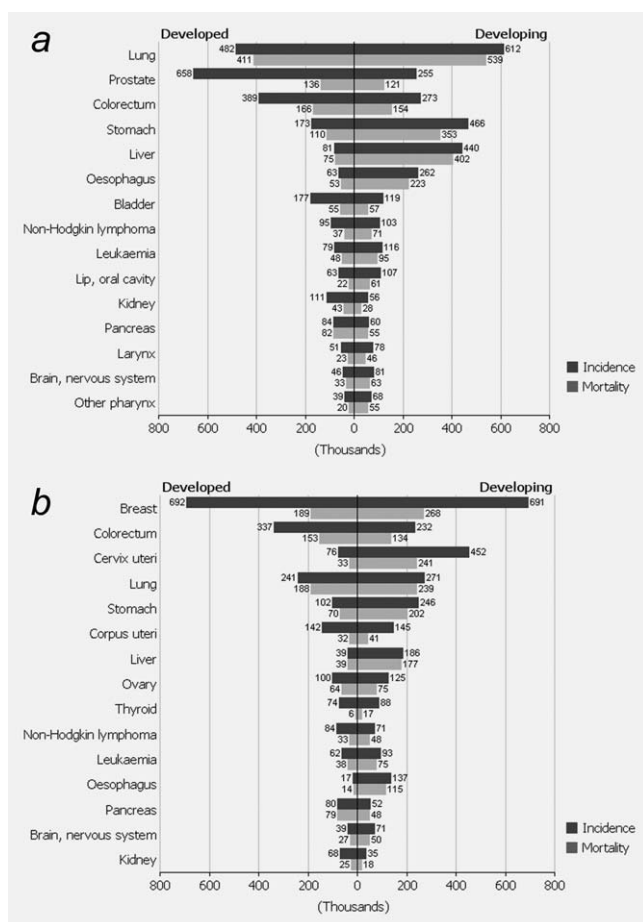 a
Developed Developing
Lung 482 612
411 539
Prostate 658 255
136 121
Colorectum 389 273
166 154
Stomach 173 466
110 353
Liver 81 440
75 402
Oesophagus 63 262
53 223
Bladder 177 119
55 57
Non-Hodgkin lymphoma 95 103
37 71
Leukaemia 79 116
48 95
Lip, oral cavity 63 107
22 61
Kidney 111 56
43 28
Pancreas 84 60
82 55
Larynx 51 78
23 46
Brain, nervous system 46 81
33 63
Other pharynx 39 68
20 55
Incidence
Mortality
800 600 400 200 0 200 400 600 800
(Thousands)
b
Developed Developing
Breast 692 691
189 268
Colorectum 337 232
153 134
Cervix uteri 76 452
33 241
Lung 241 271
188 239
Stomach 102 246
70 202
Corpus uteri 142 145
32 41
Liver 39 186
39 177
Ovary 100 125
64 75
Thyroid 74 88
6 17
Non-Hodgkin lymphoma 84 71
33 48
Leukaemia 62 93
38 75
Oesophagus 17 137
14 115
Pancreas 80 52
79 48
Brain, nervous system 39 71
27 50
Kidney 68 35
25 18
Incidence
Mortality
800 600 400 200 0 200 400 600 800
(Thousands)